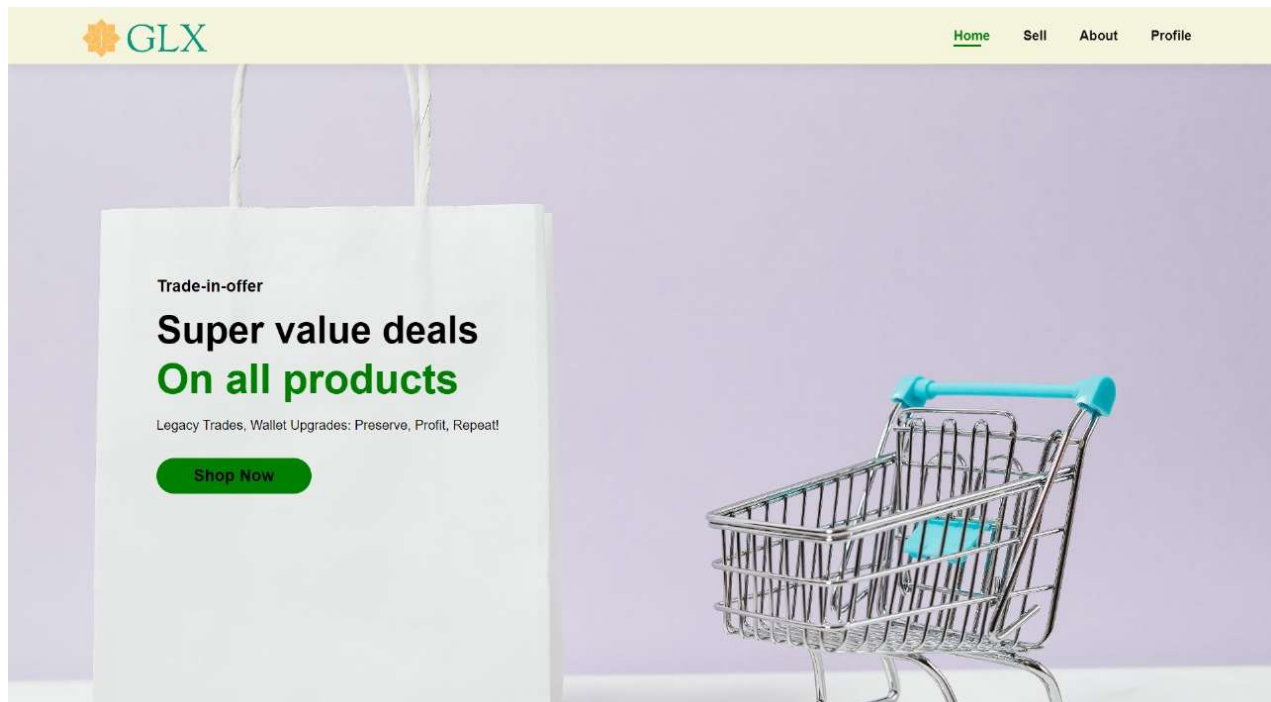 GLX
Home Sell About Profile
Trade-in-offer
Super value deals
On all products
Legacy Trades, Wallet Upgrades: Preserve, Profit, Repeat!
Shop Now